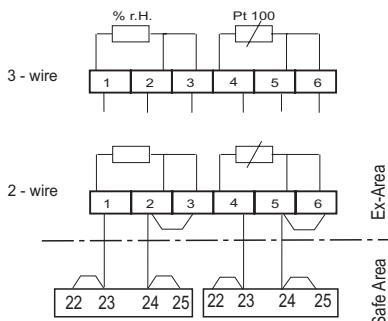 % r.H. Pt 100
3 - wire
1 2 3 4 5 6
2 - wire
1 2 3 4 5 6
Ex-Area
Safe Area
22 23 24 25 22 23 24 25